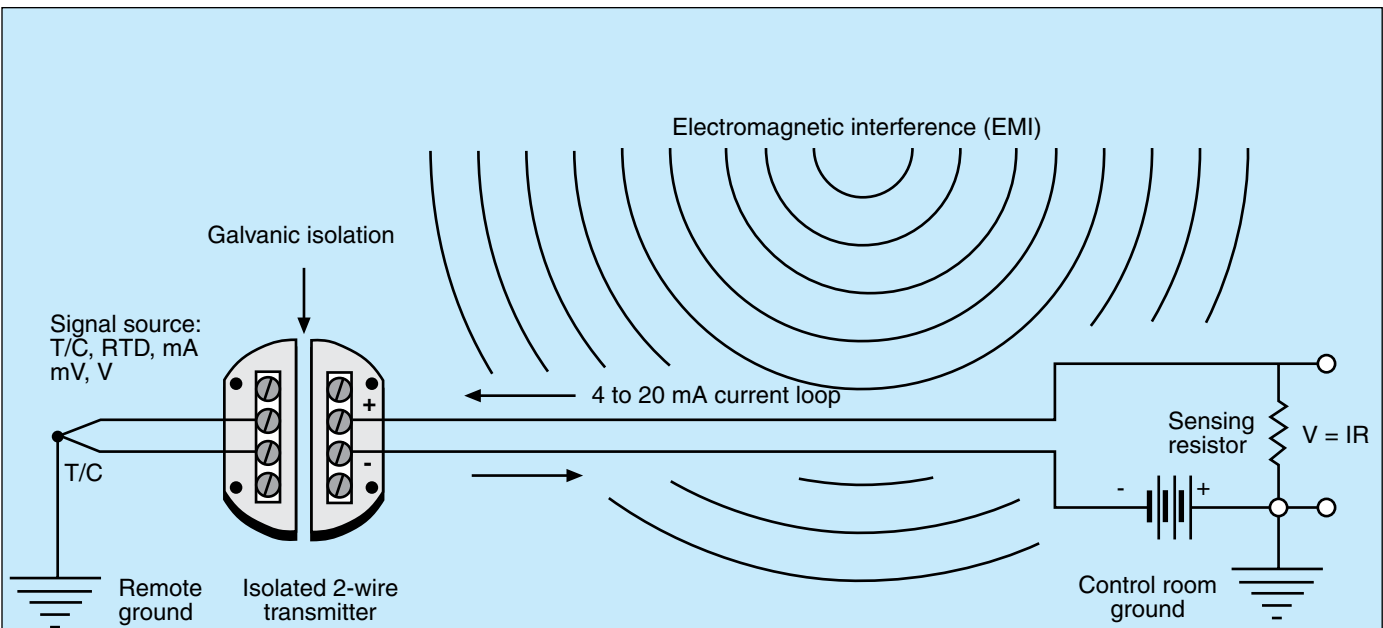 Electromagnetic interference (EMI)
Galvanic isolation
Signal source:
T/C, RTD, mA
mV, V
+
4 to 20 mA current loop
Sensing
resistor
V = IR
T/C
-
- +
Remote
ground
Isolated 2-wire
transmitter
Control room
ground